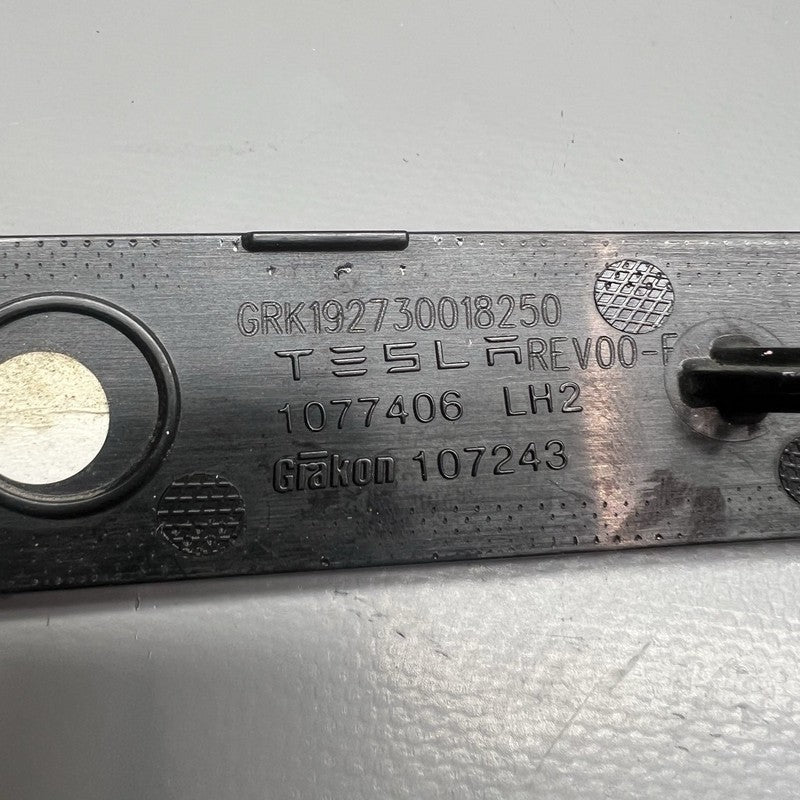 GRK192730018250
TESLA REV00-F
1077406 LH2
Grakon 107243